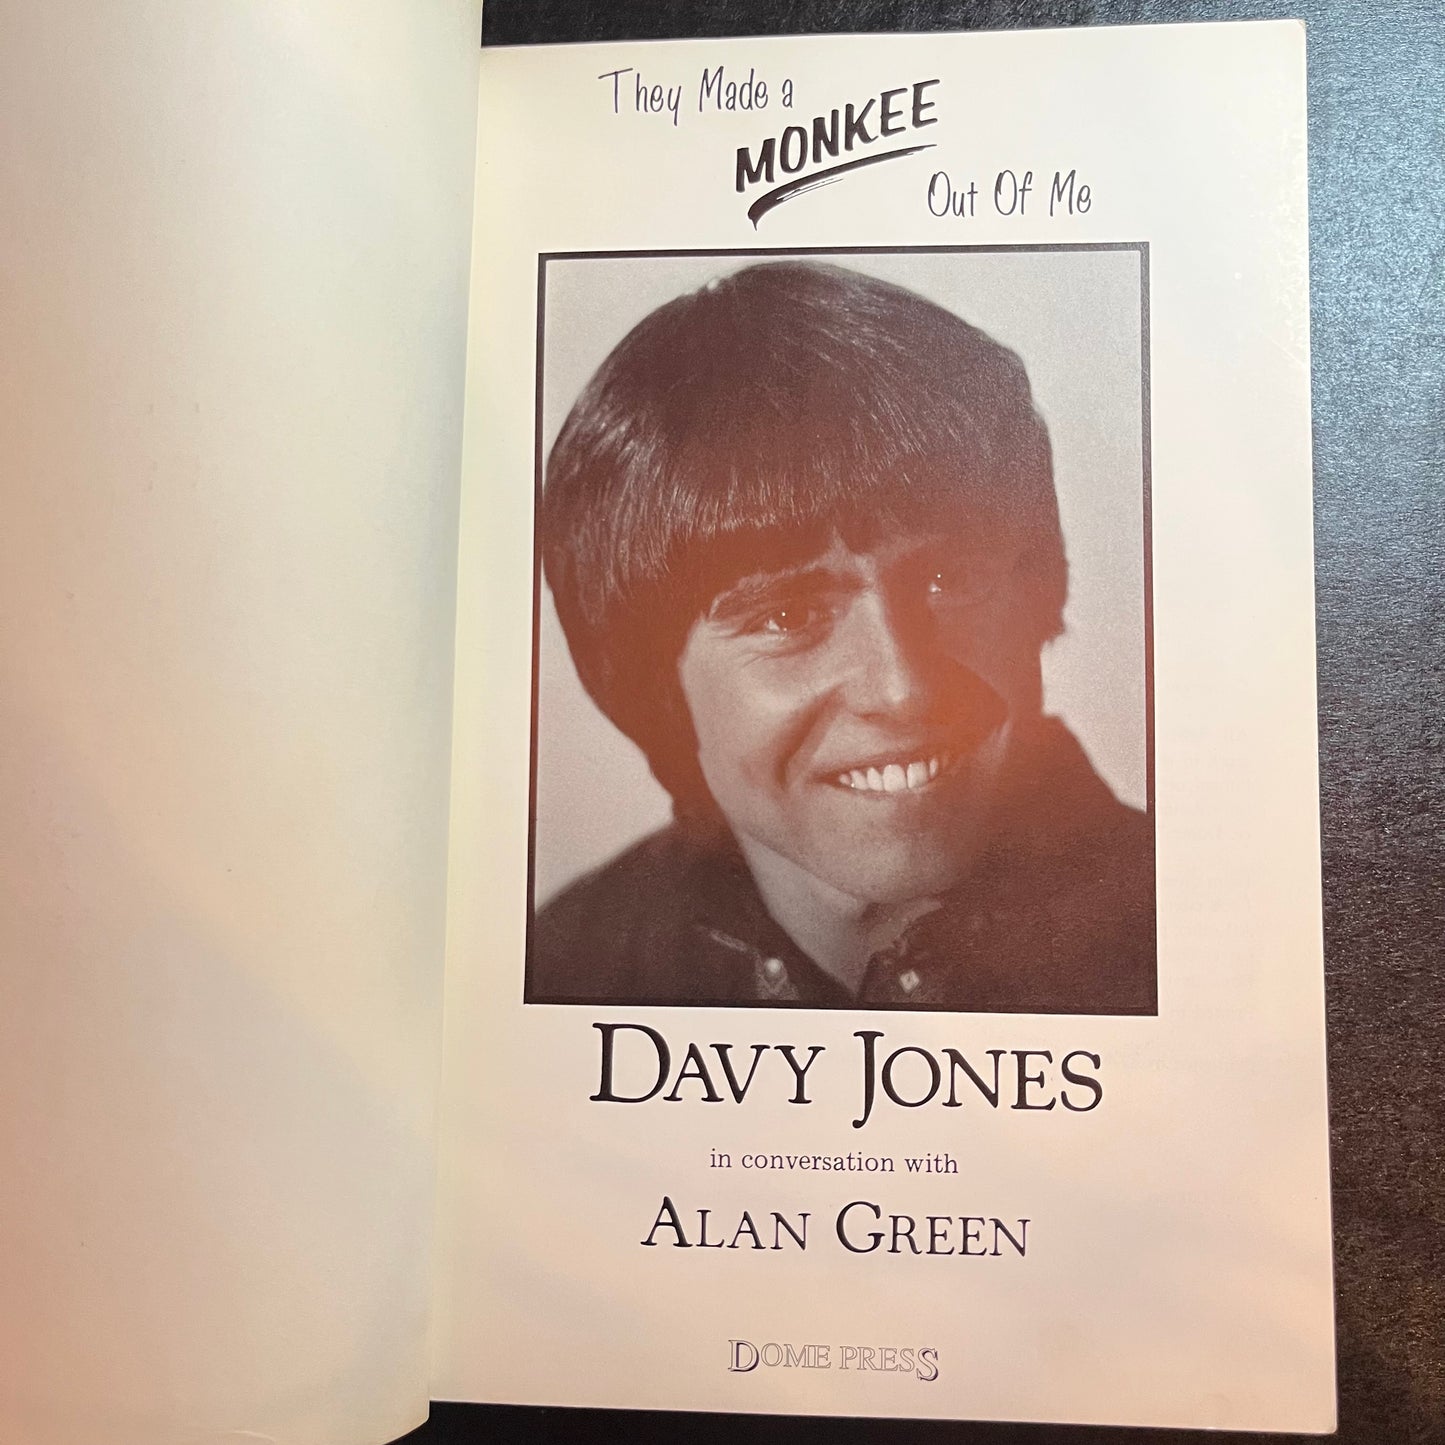 They Made a
MONKEE
Out Of Me
DAVY JONES
in conversation with
ALAN GREEN
DOME PRESS